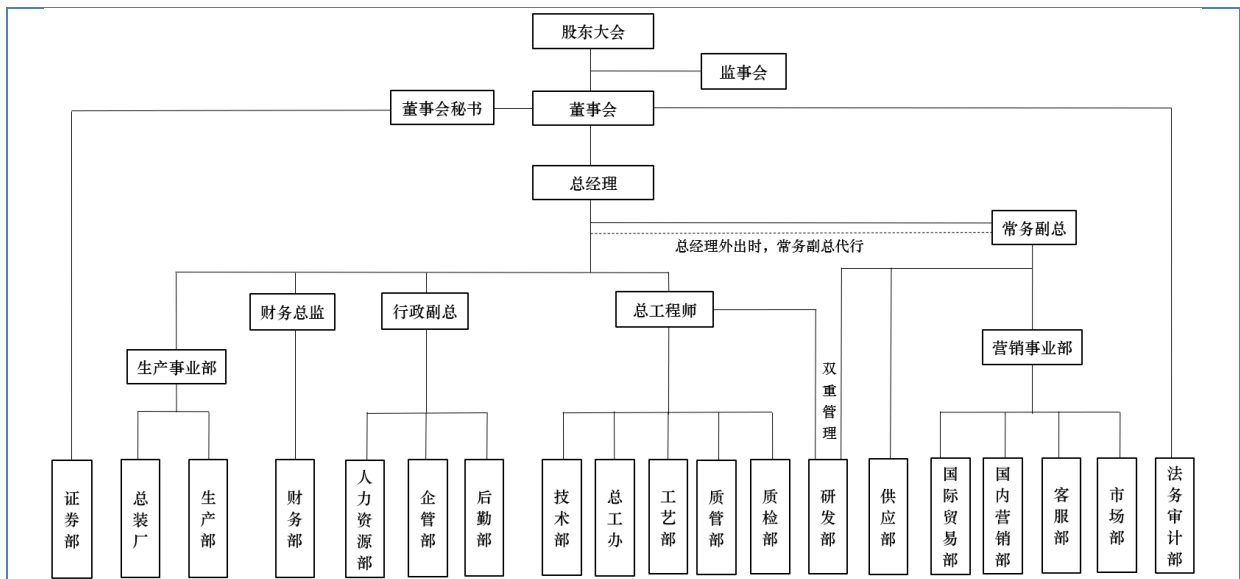 股东大会
监事会
董事会秘书
董事会
总经理
常务副总
总经理外出时，常务副总代行
财务总监
行政副总
总工程师
生产事业部
营销事业部
双重管理
证券部
总装厂
生产部
财务部
人力资源部
企管部
后勤部
技术部
总工办
工艺部
质管部
质检部
研发部
供应部
国际贸易部
国内营销部
客服部
市场部
法务审计部